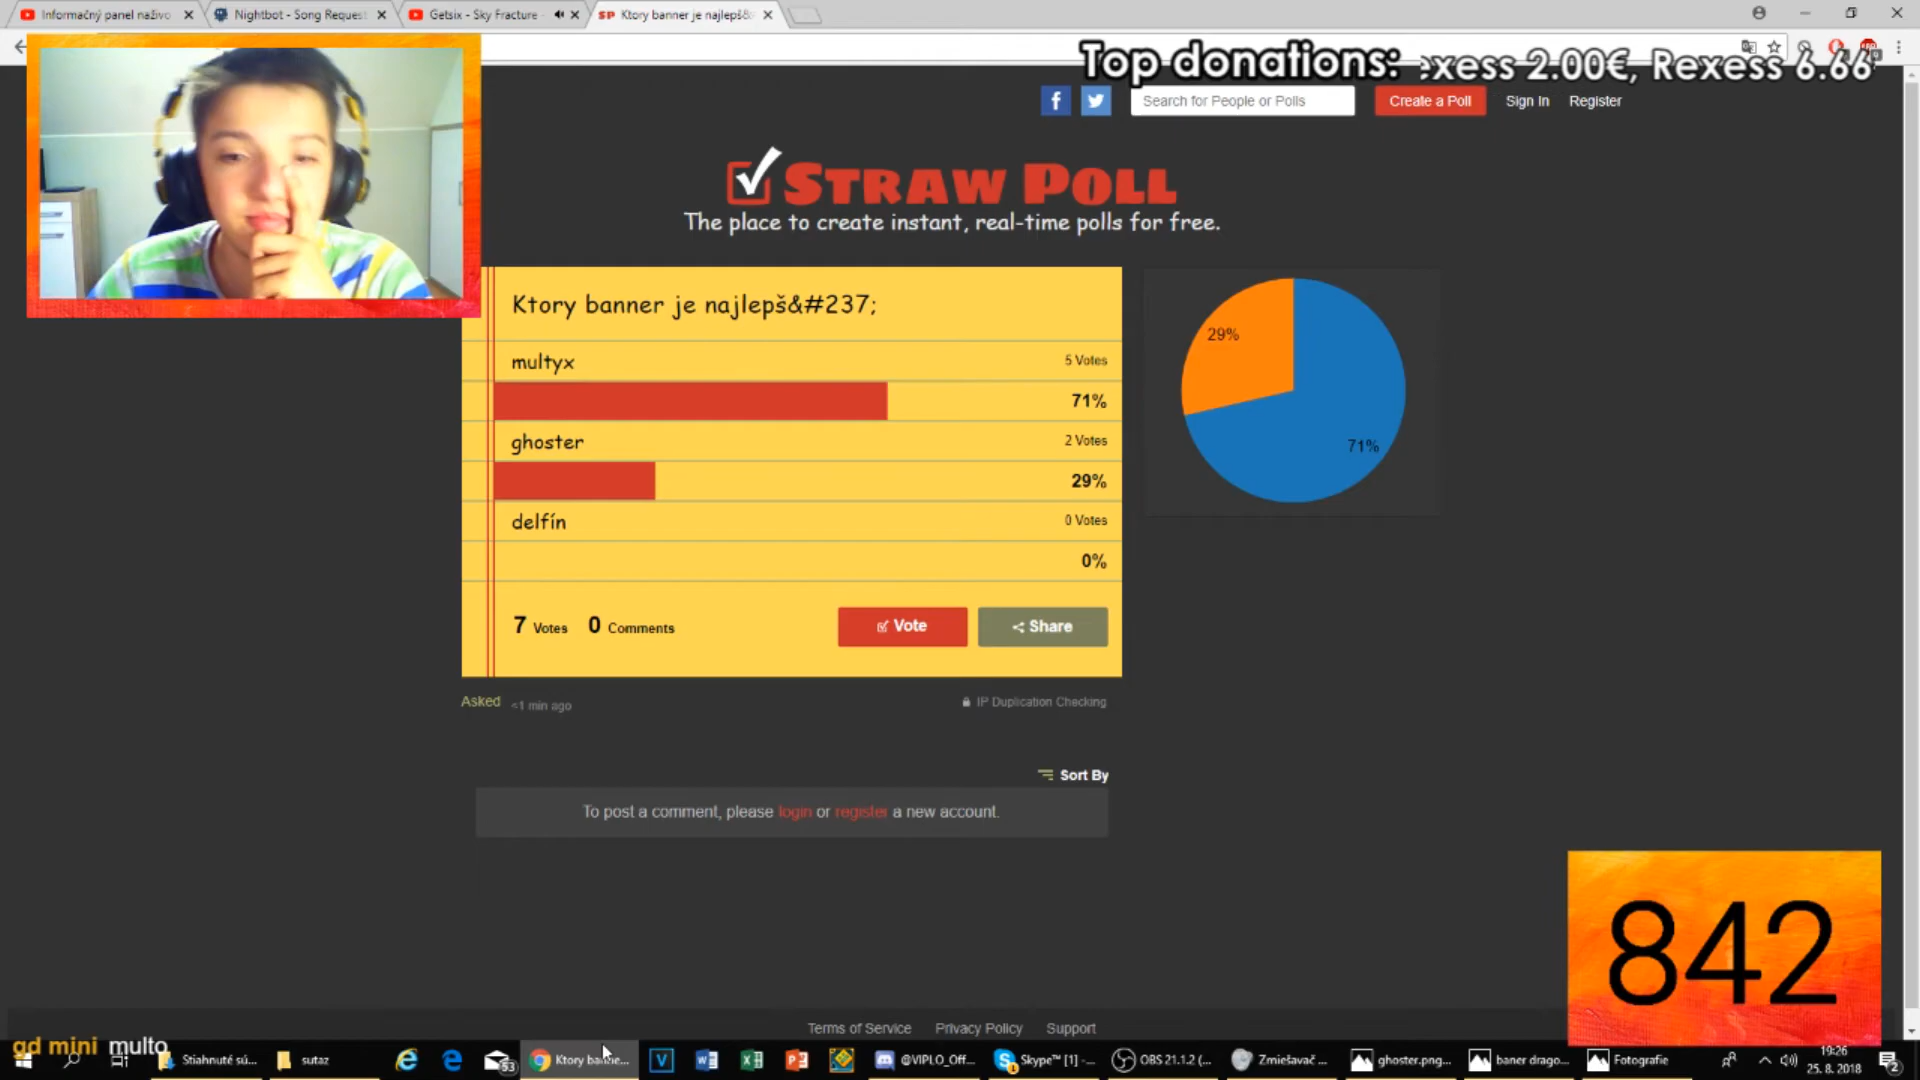 Informačný panel naživo
Nightbot - Song Request
Getsix - Sky Fracture
SP Ktory banner je najlepš&
Top donations: exess 2.00€, Rexess 6.66
f
Search for People or Polls
Create a Poll
Sign In
Register
STRAW POLL
The place to create instant, real-time polls for free.
Ktory banner je najlepš&#237;
multyx 5 Votes
71%
ghoster 2 Votes
29%
delfín 0 Votes
0%
29%
71%
7 Votes 0 Comments
Vote
Share
Asked <1 min ago
IP Duplication Checking
Sort By
To post a comment, please login or register a new account.
842
Terms of Service Privacy Policy Support
gd mini multo
Stiahnuté sú...
sutaz
53
Ktory banne...
@VIPLO_Off...
Skype™ [1] -...
OBS 21.1.2 (...
Zmiešavač ...
ghoster.png...
baner drago...
Fotografie
19:26
25. 8. 2018
2